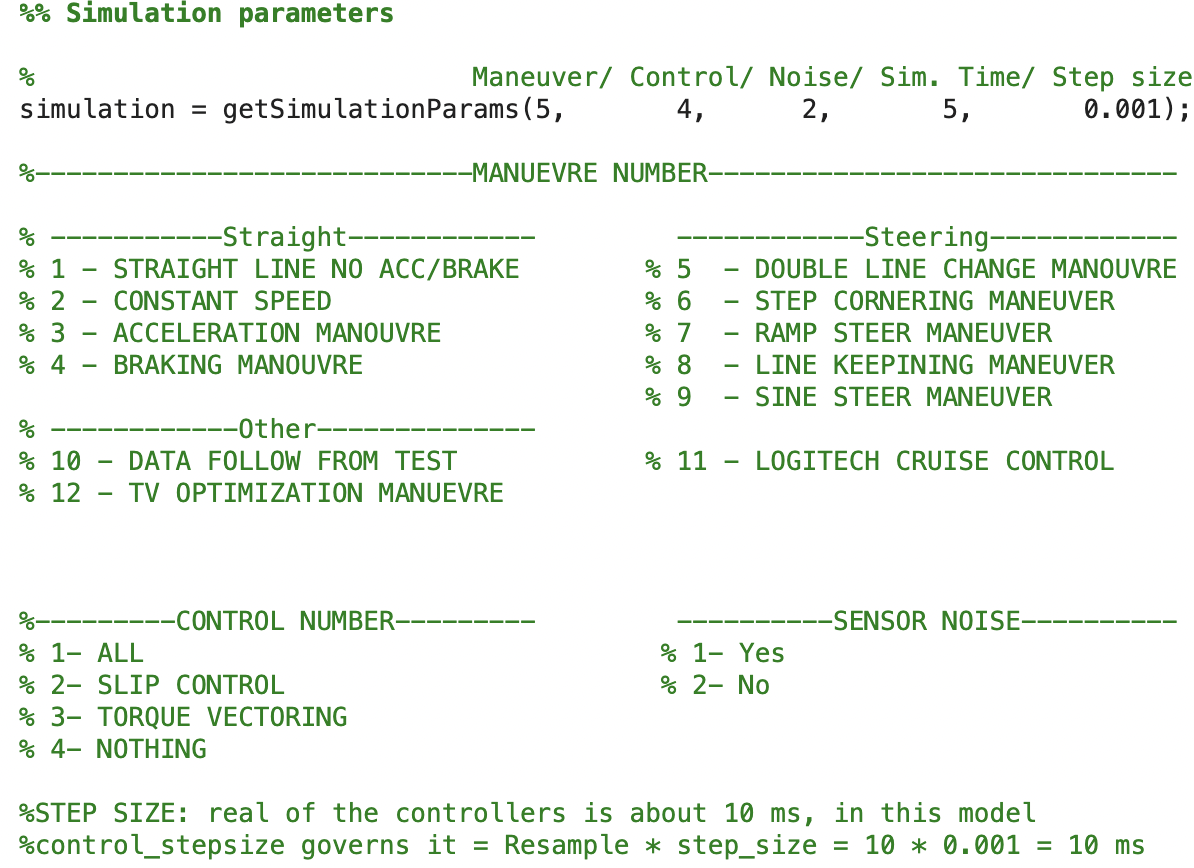 %% Simulation parameters
% Maneuver/ Control/ Noise/ Sim. Time/ Step size
simulation = getSimulationParams(5, 4, 2, 5, 0.001);
%----------------------------MANUEVRE NUMBER------------------------------
% -----------Straight------------ ------------Steering------------
% 1 - STRAIGHT LINE NO ACC/BRAKE % 5 - DOUBLE LINE CHANGE MANOUVRE
% 2 - CONSTANT SPEED % 6 - STEP CORNERING MANEUVER
% 3 - ACCELERATION MANOUVRE % 7 - RAMP STEER MANEUVER
% 4 - BRAKING MANOUVRE % 8 - LINE KEEPINING MANEUVER
% 9 - SINE STEER MANEUVER
% ------------Other--------------
% 10 - DATA FOLLOW FROM TEST % 11 - LOGITECH CRUISE CONTROL
% 12 - TV OPTIMIZATION MANUEVRE
%---------CONTROL NUMBER--------- ----------SENSOR NOISE----------
% 1- ALL % 1- Yes
% 2- SLIP CONTROL % 2- No
% 3- TORQUE VECTORING
% 4- NOTHING
%STEP SIZE: real of the controllers is about 10 ms, in this model
%control_stepsize governs it = Resample * step_size = 10 * 0.001 = 10 ms